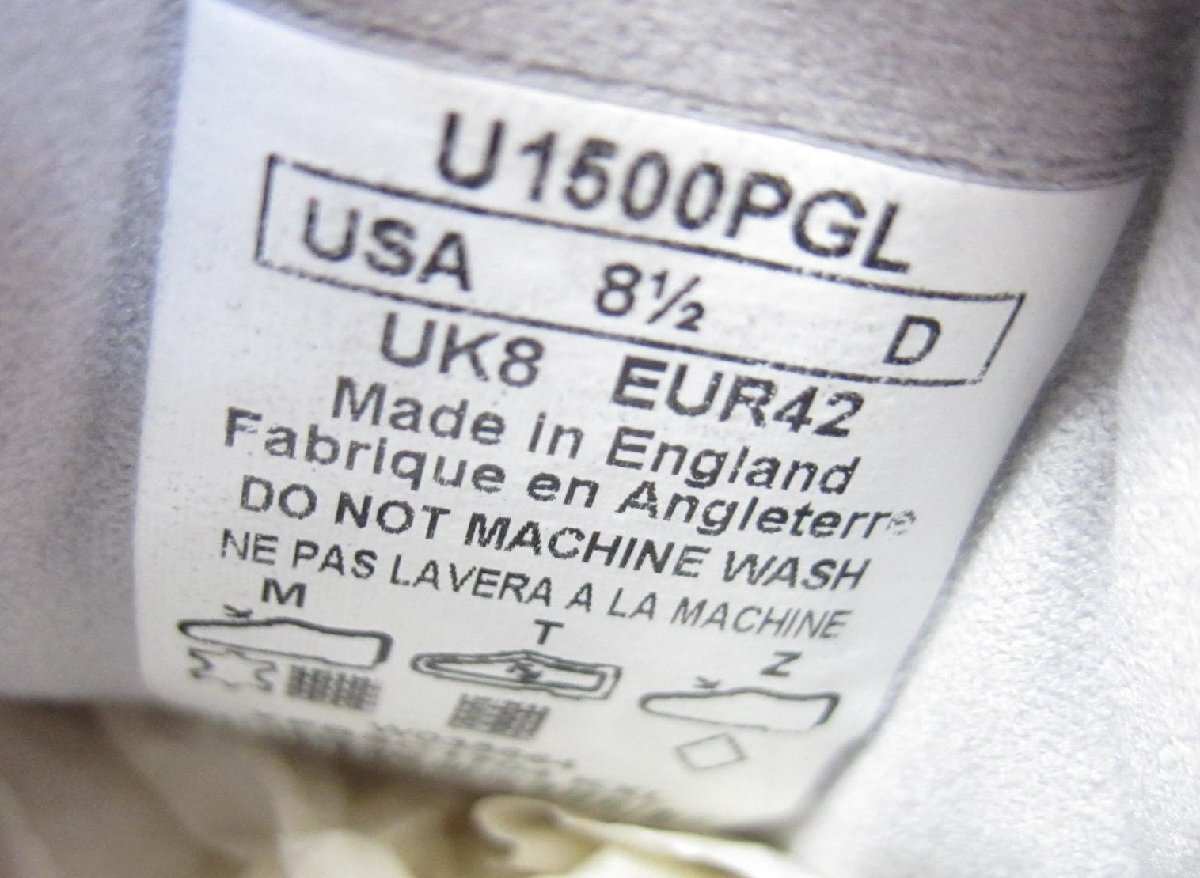 U1500PGL
USA 8½ D
UK8 EUR42
Made in England
Fabrique en Angleterre
DO NOT MACHINE WASH
NE PAS LAVERA A LA MACHINE
M
T
Z